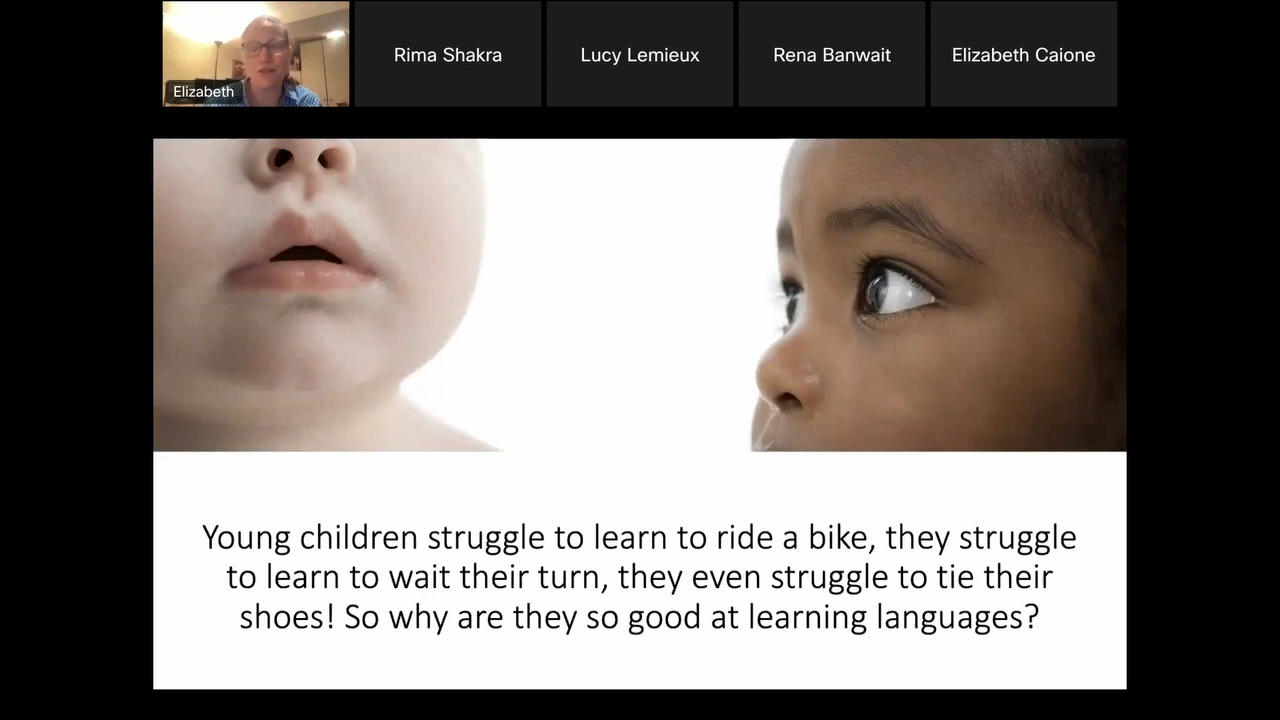 Elizabeth
Rima Shakra
Lucy Lemieux
Rena Banwait
Elizabeth Caione
Young children struggle to learn to ride a bike, they struggle
to learn to wait their turn, they even struggle to tie their
shoes! So why are they so good at learning languages?